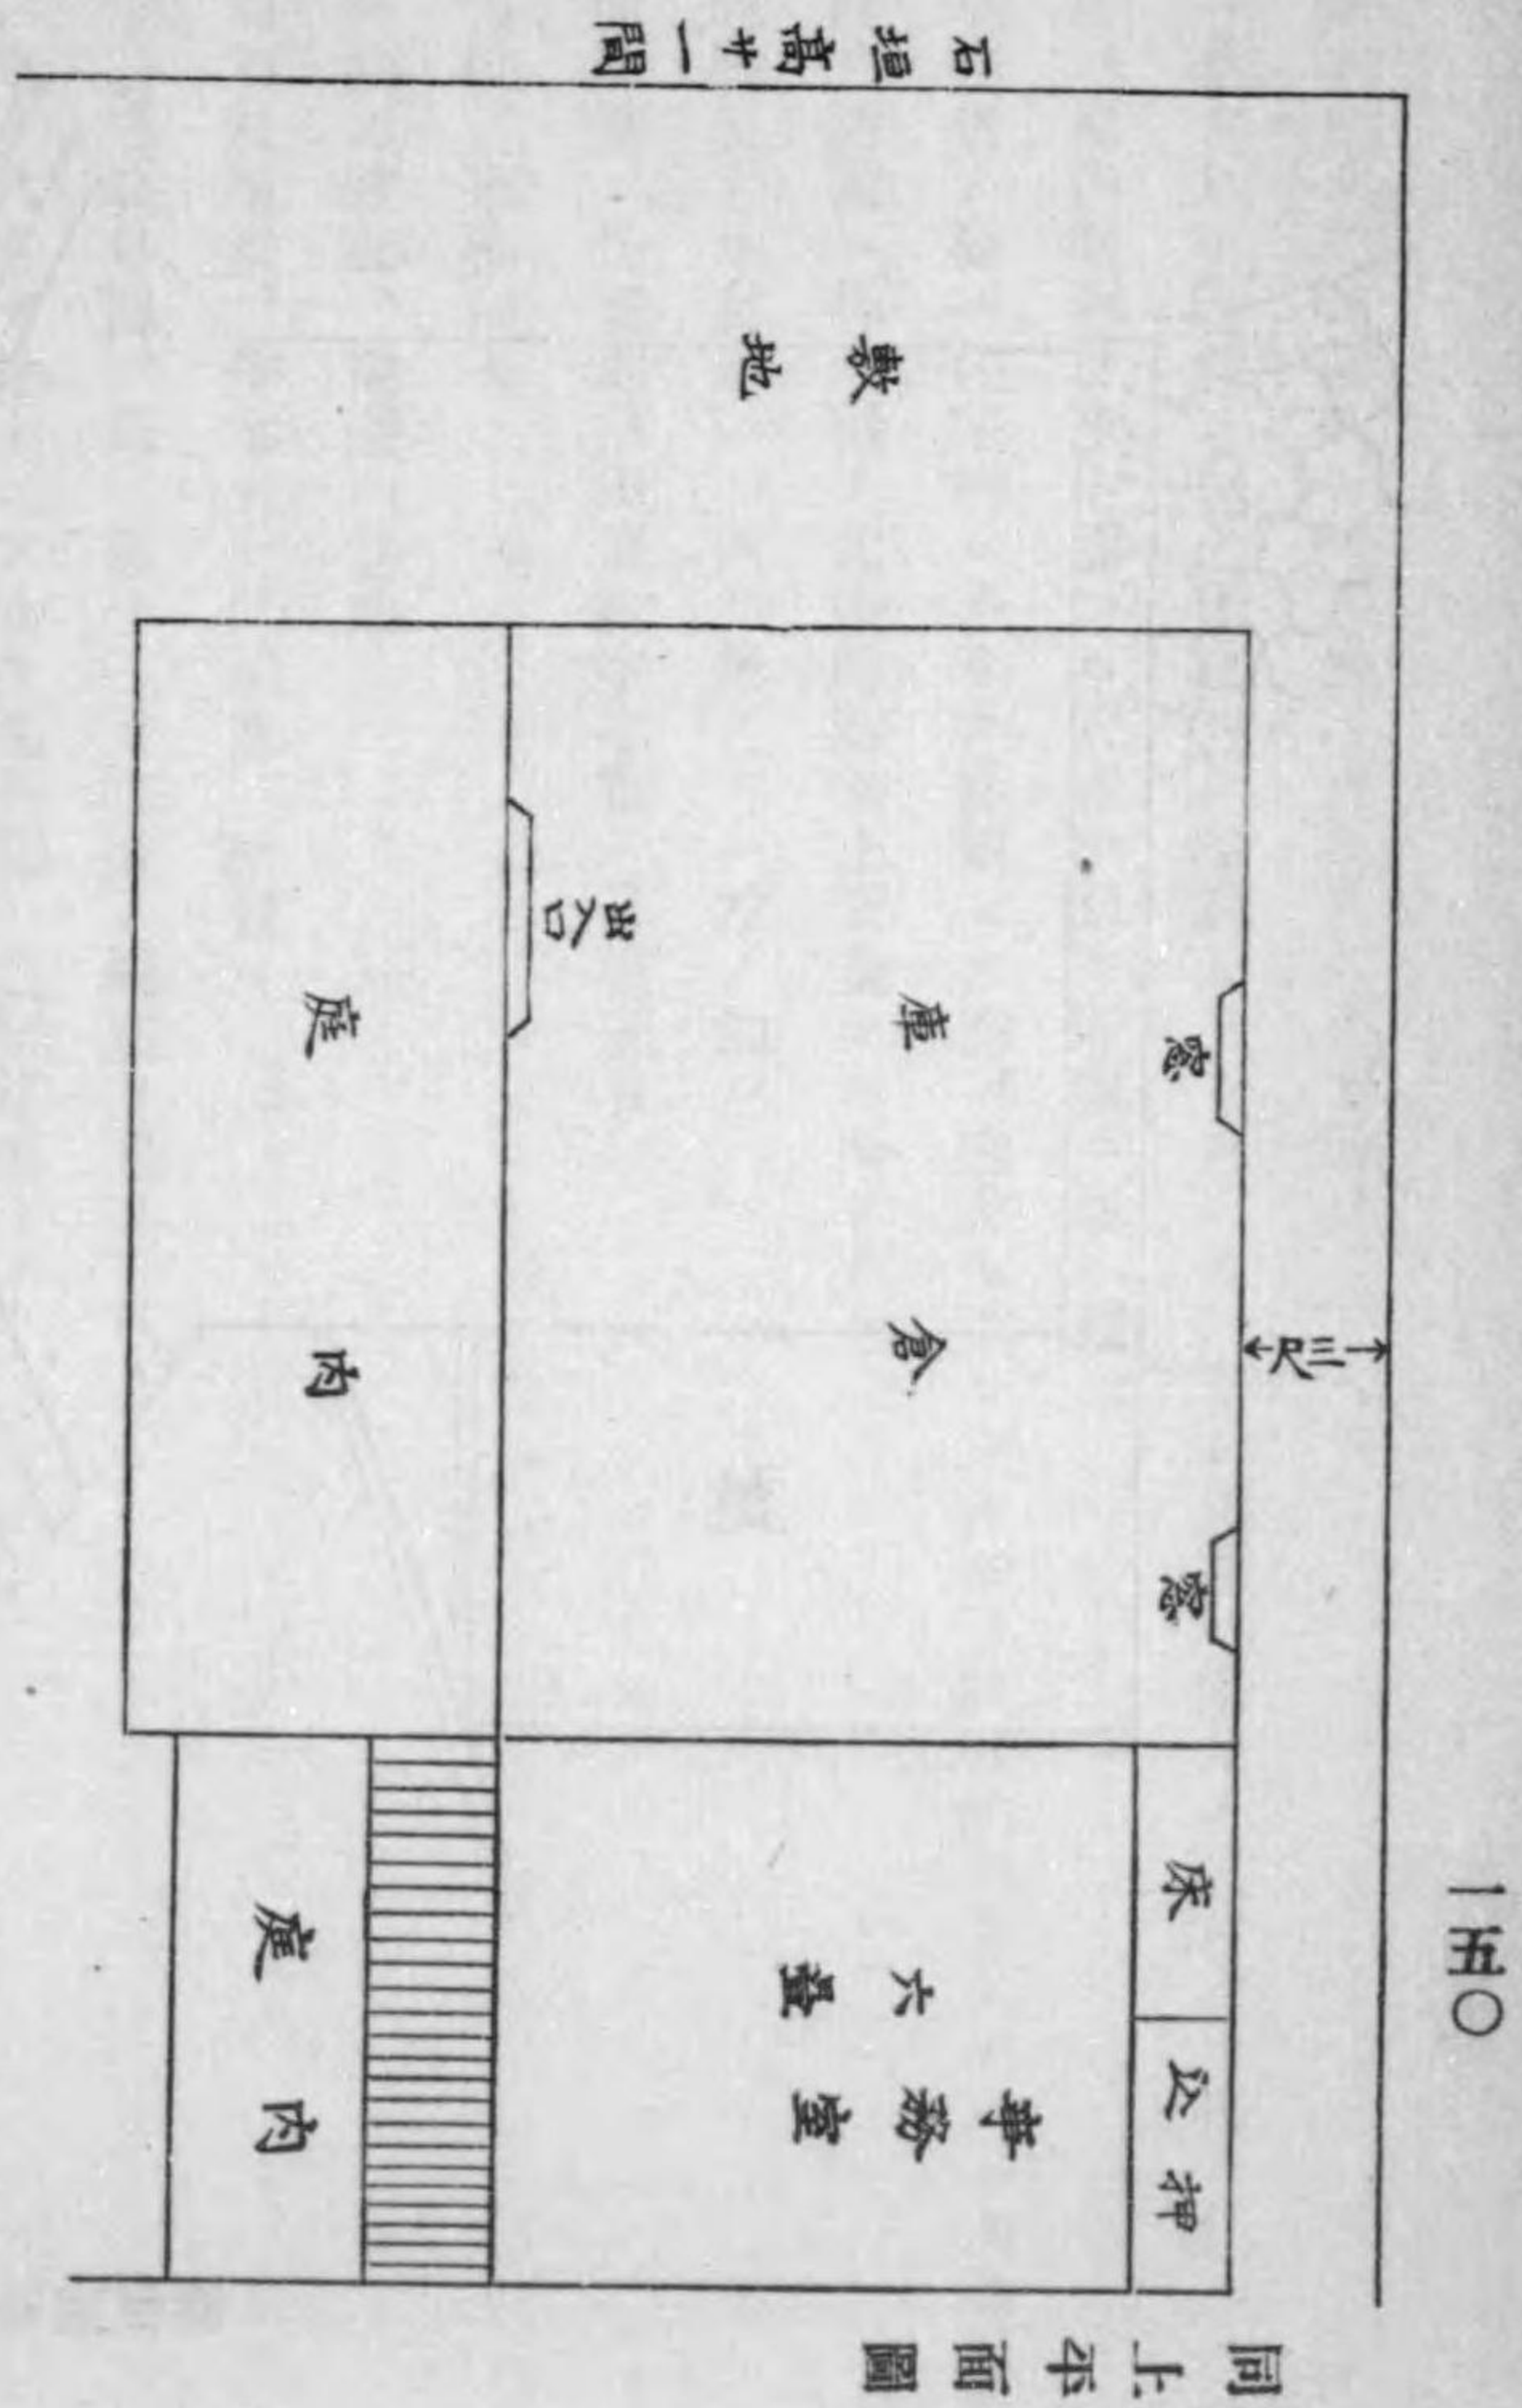 一五〇
同上平面圖
押込
床
事務室
六疊
内庭
三尺
窓
窓
倉庫
出入口
内庭
敷地
石垣高サ一間